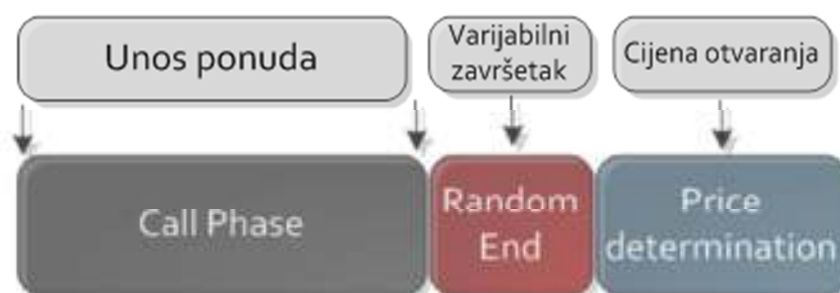 Unos ponuda
Varijabilni
završetak
Cijena otvaranja
Call Phase
Random
End
Price
determination